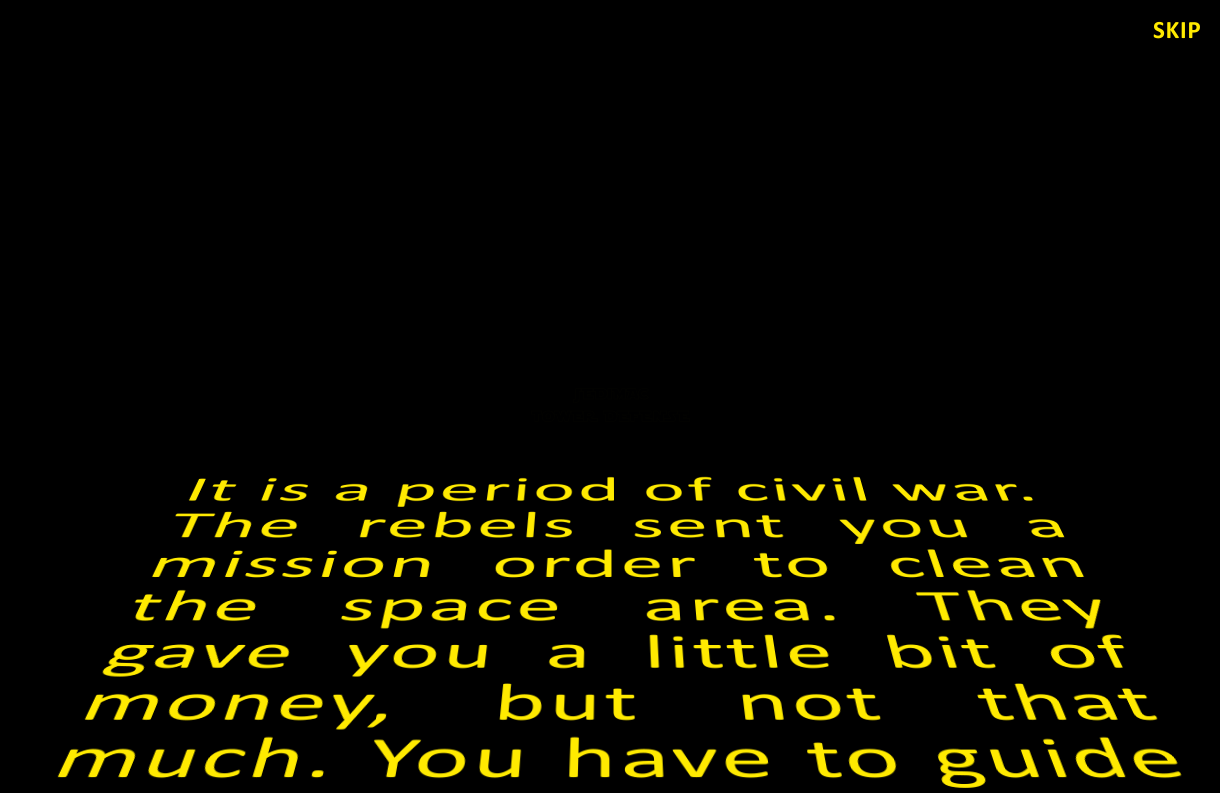 SKIP
It is a period of civil war.
The rebels sent you a
mission order to clean
the space area. They
gave you a little bit of
money, but not that
much. You have to guide